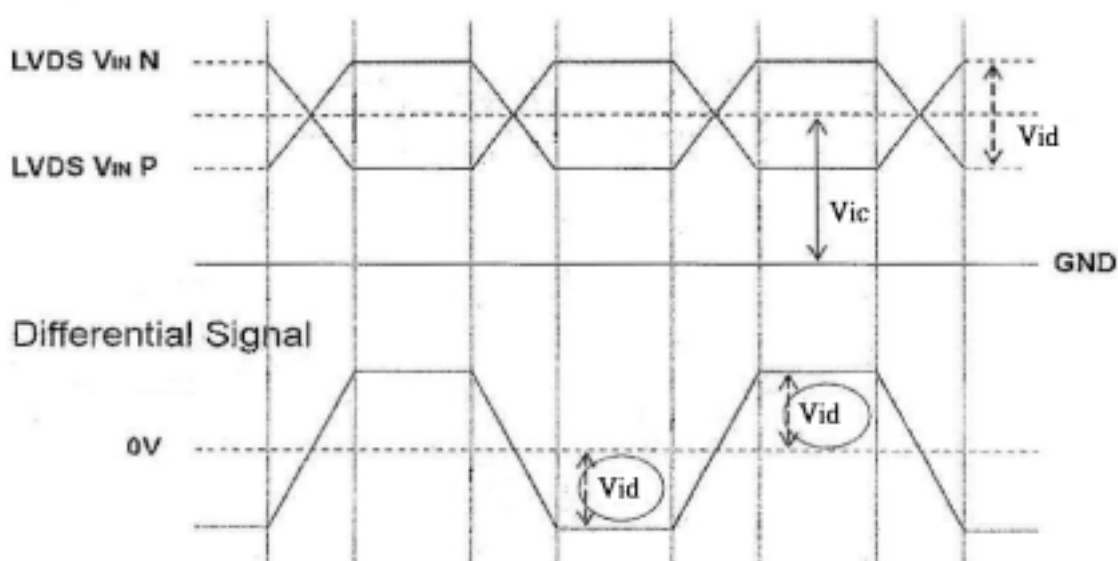 LVDS VIN N
Vid
LVDS VIN P
Vic
GND
Differential Signal
Vid
0V
Vid